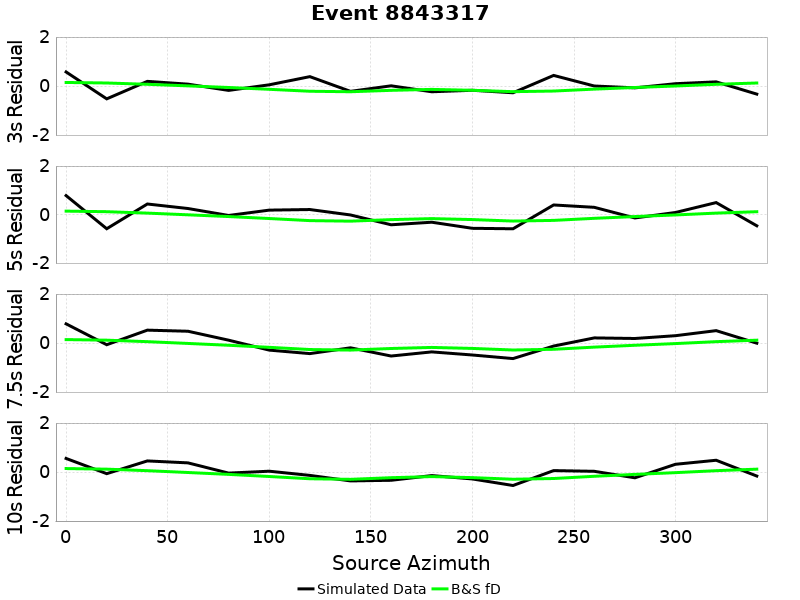 Event 8843317
3s Residual
2
0
-2
5s Residual
2
0
-2
7.5s Residual
2
0
-2
10s Residual
2
0
-2
0 50 100 150 200 250 300
Source Azimuth
Simulated Data B&S fD